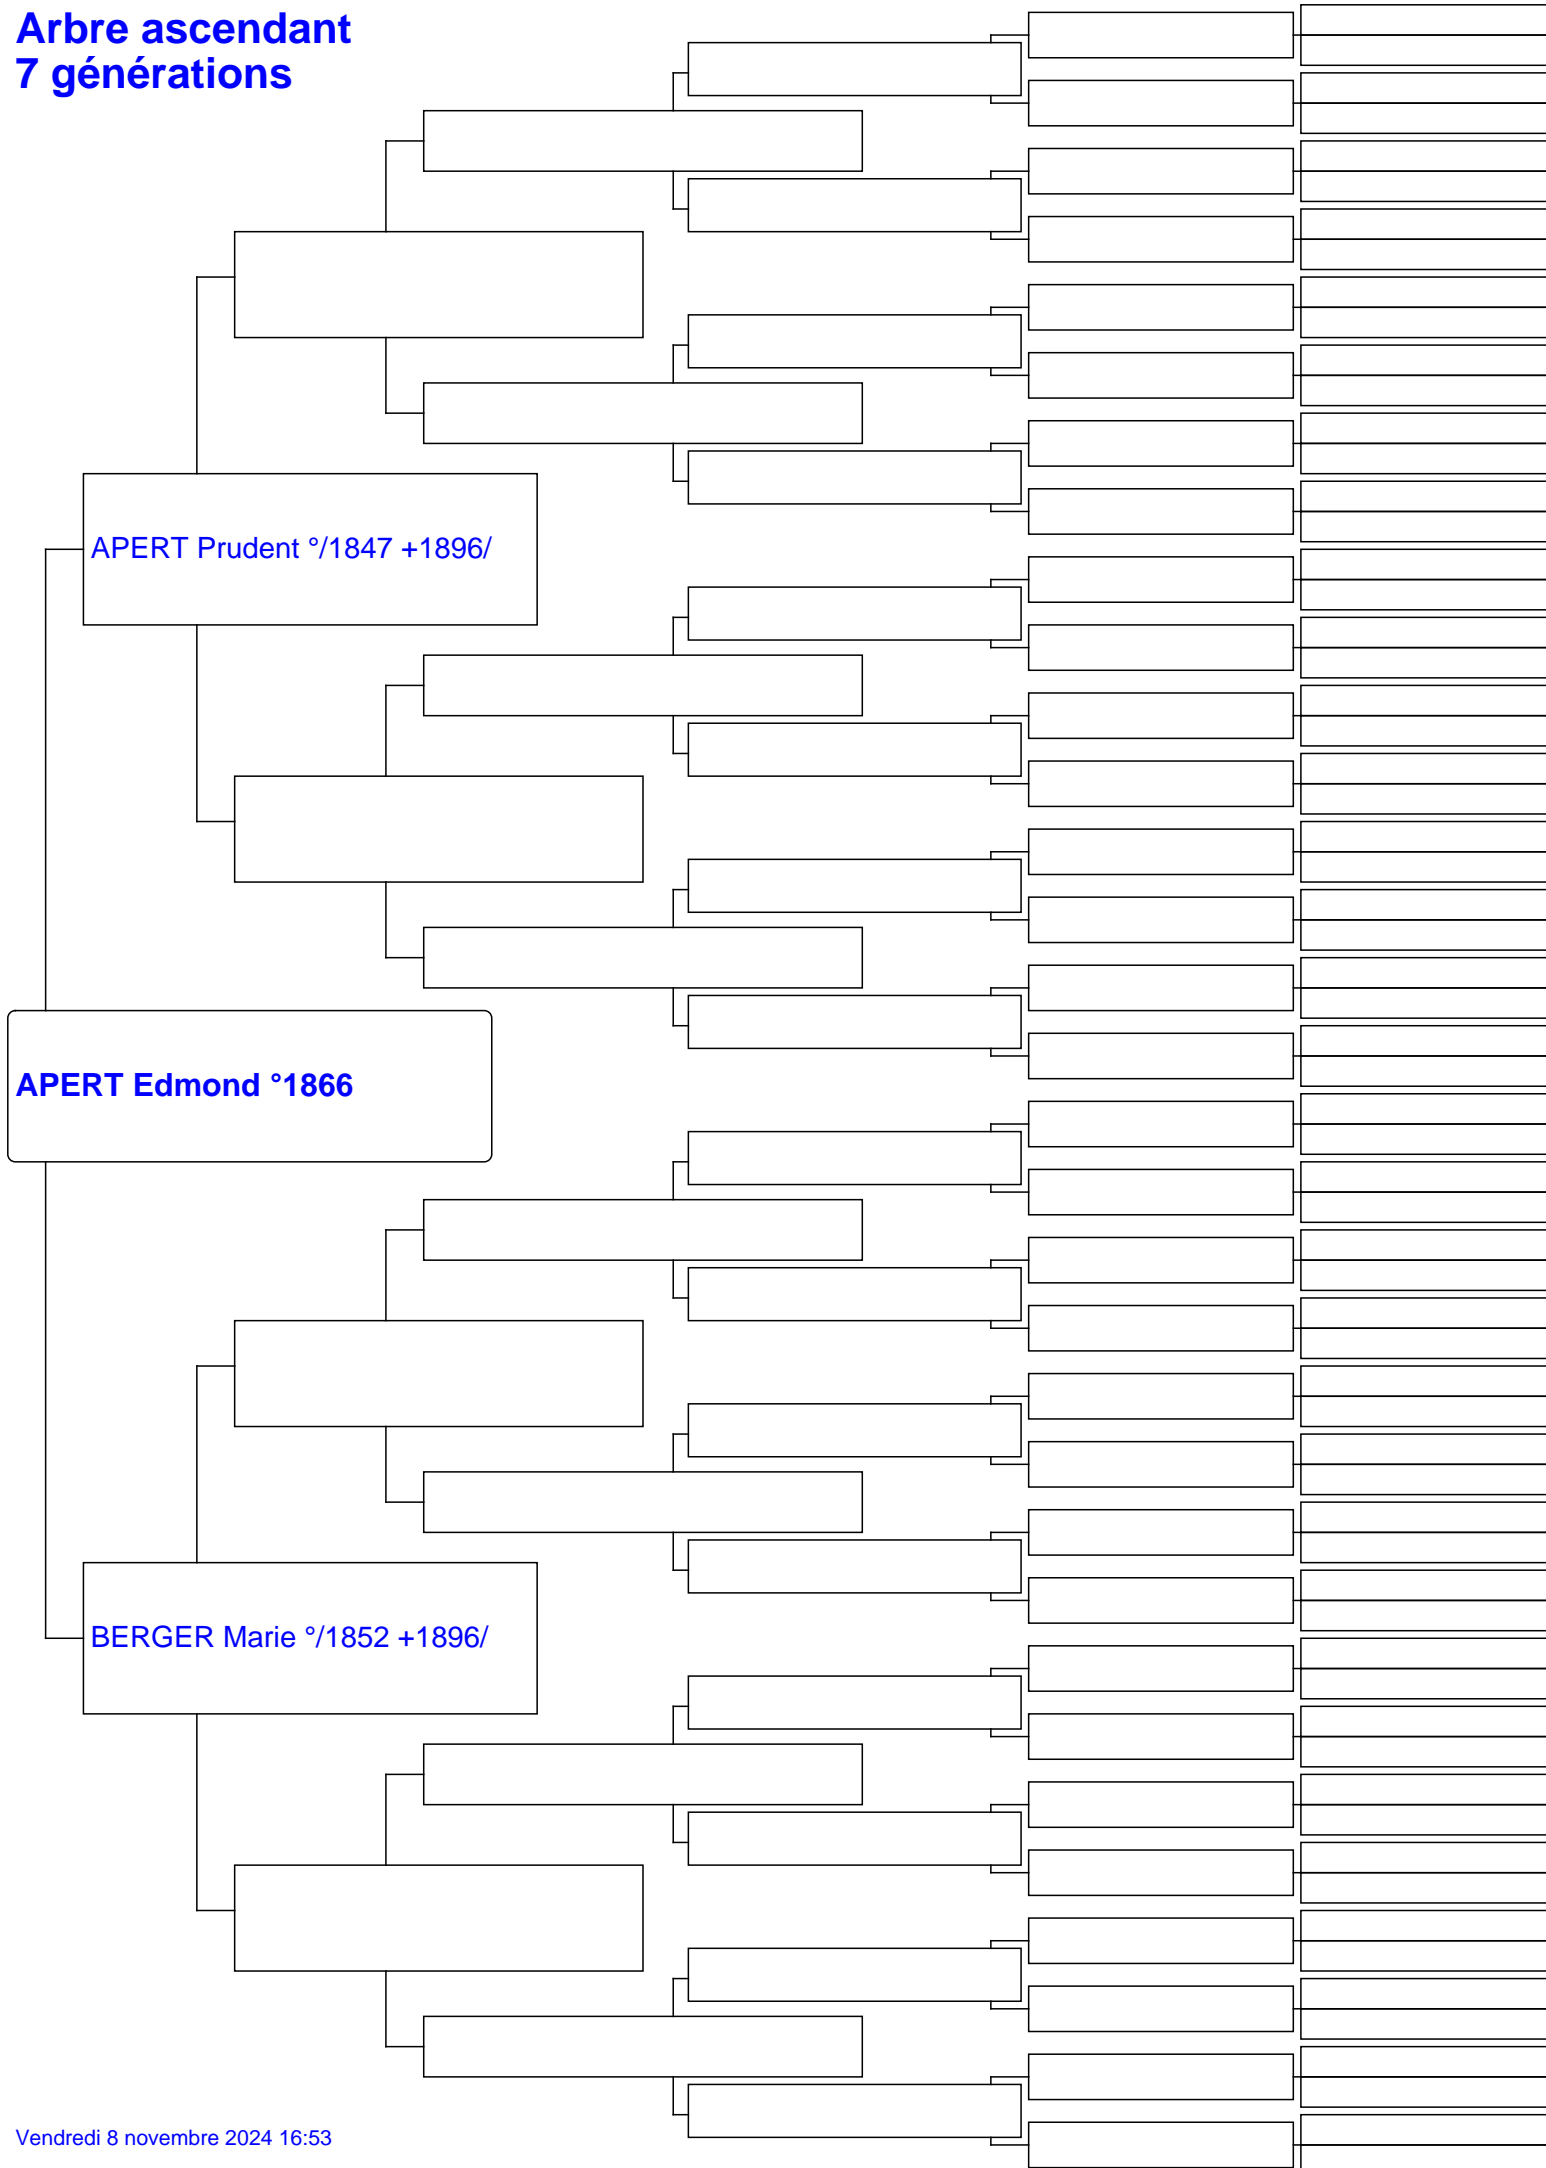 Arbre ascendant
7 générations
APERT Prudent °/1847 +1896/
APERT Edmond °1866
BERGER Marie °/1852 +1896/
Vendredi 8 novembre 2024 16:53